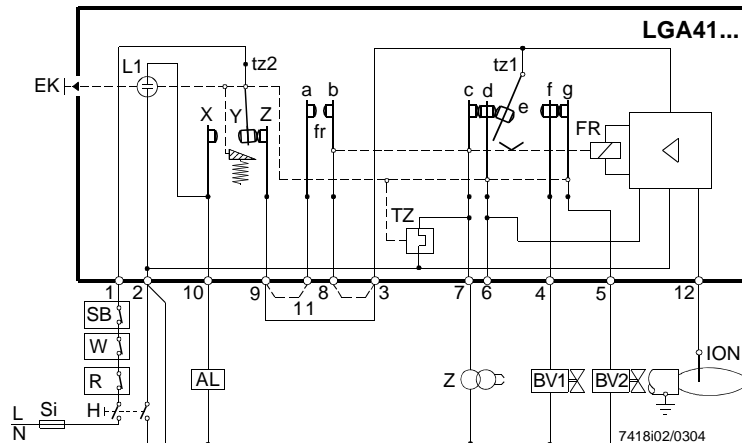 LGA41...
EK
L1
tz2
tz1
X
Y
Z
a
b
fr
c
d
e
f
g
FR
TZ
1
2
10
9
11
8
3
7
6
4
5
12
SB
W
R
H
L
N
Si
AL
Z
BV1
BV2
ION
7418i02/0304